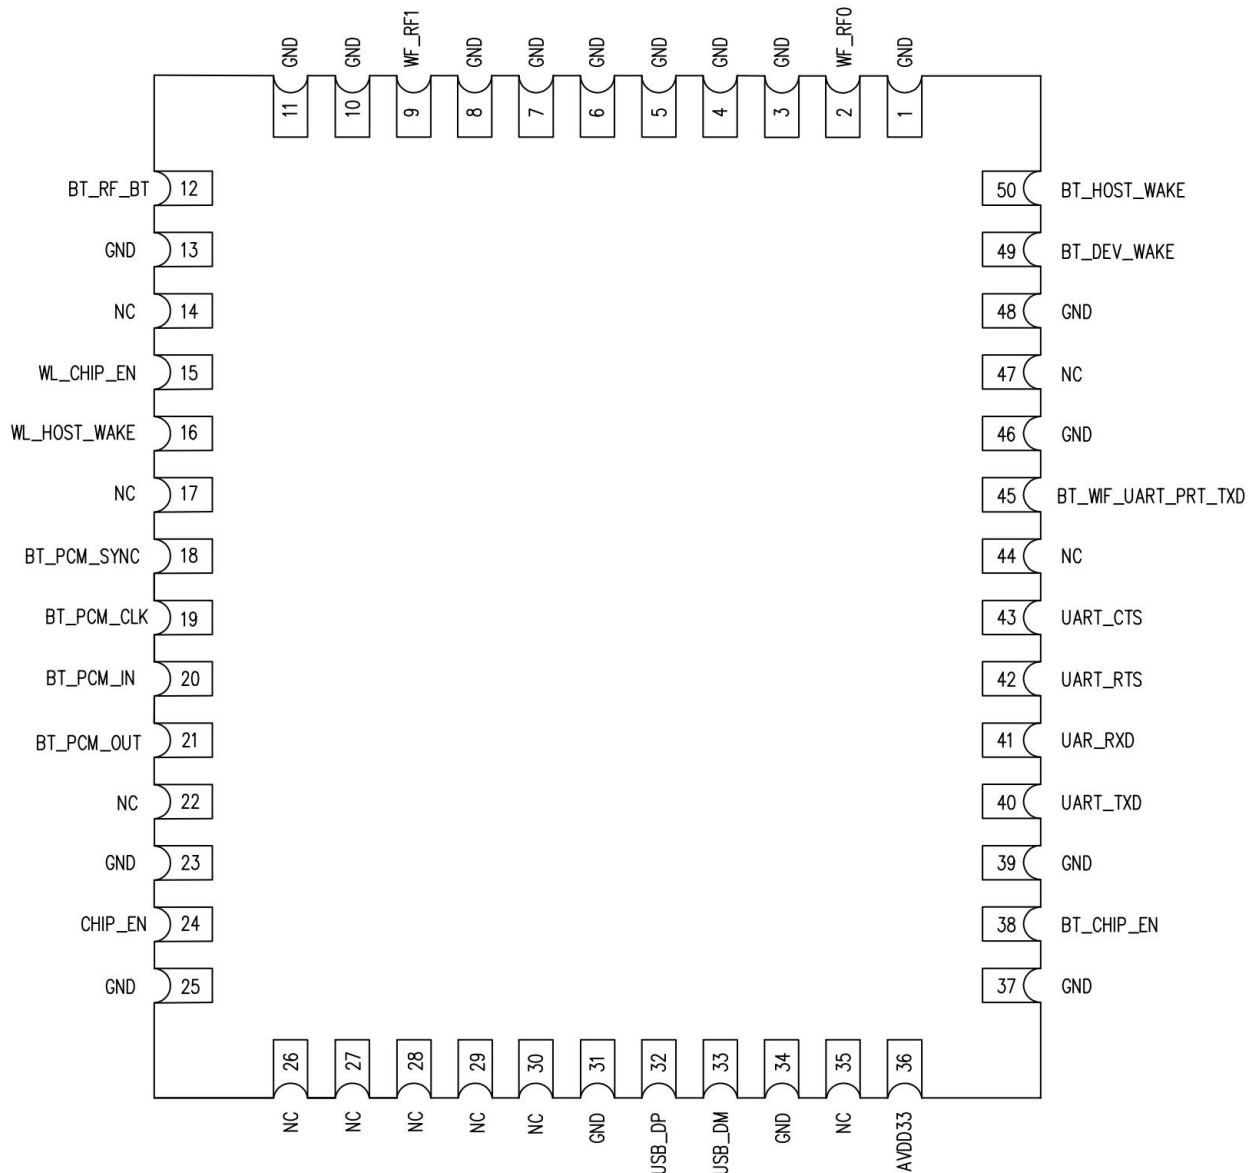 GND GND WF_RF1 GND GND GND GND GND GND WF_RF0 GND
11 10 9 8 7 6 5 4 3 2 1
BT_RF_BT 12 50 BT_HOST_WAKE
GND 13 49 BT_DEV_WAKE
NC 14 48 GND
WL_CHIP_EN 15 47 NC
WL_HOST_WAKE 16 46 GND
NC 17 45 BT_WIF_UART_PRT_TXD
BT_PCM_SYNC 18 44 NC
BT_PCM_CLK 19 43 UART_CTS
BT_PCM_IN 20 42 UART_RTS
BT_PCM_OUT 21 41 UAR_RXD
NC 22 40 UART_TXD
GND 23 39 GND
CHIP_EN 24 38 BT_CHIP_EN
GND 25 37 GND
26 27 28 29 30 31 32 33 34 35 36
NC NC NC NC NC GND USB_DP USB_DM GND NC AVDD33